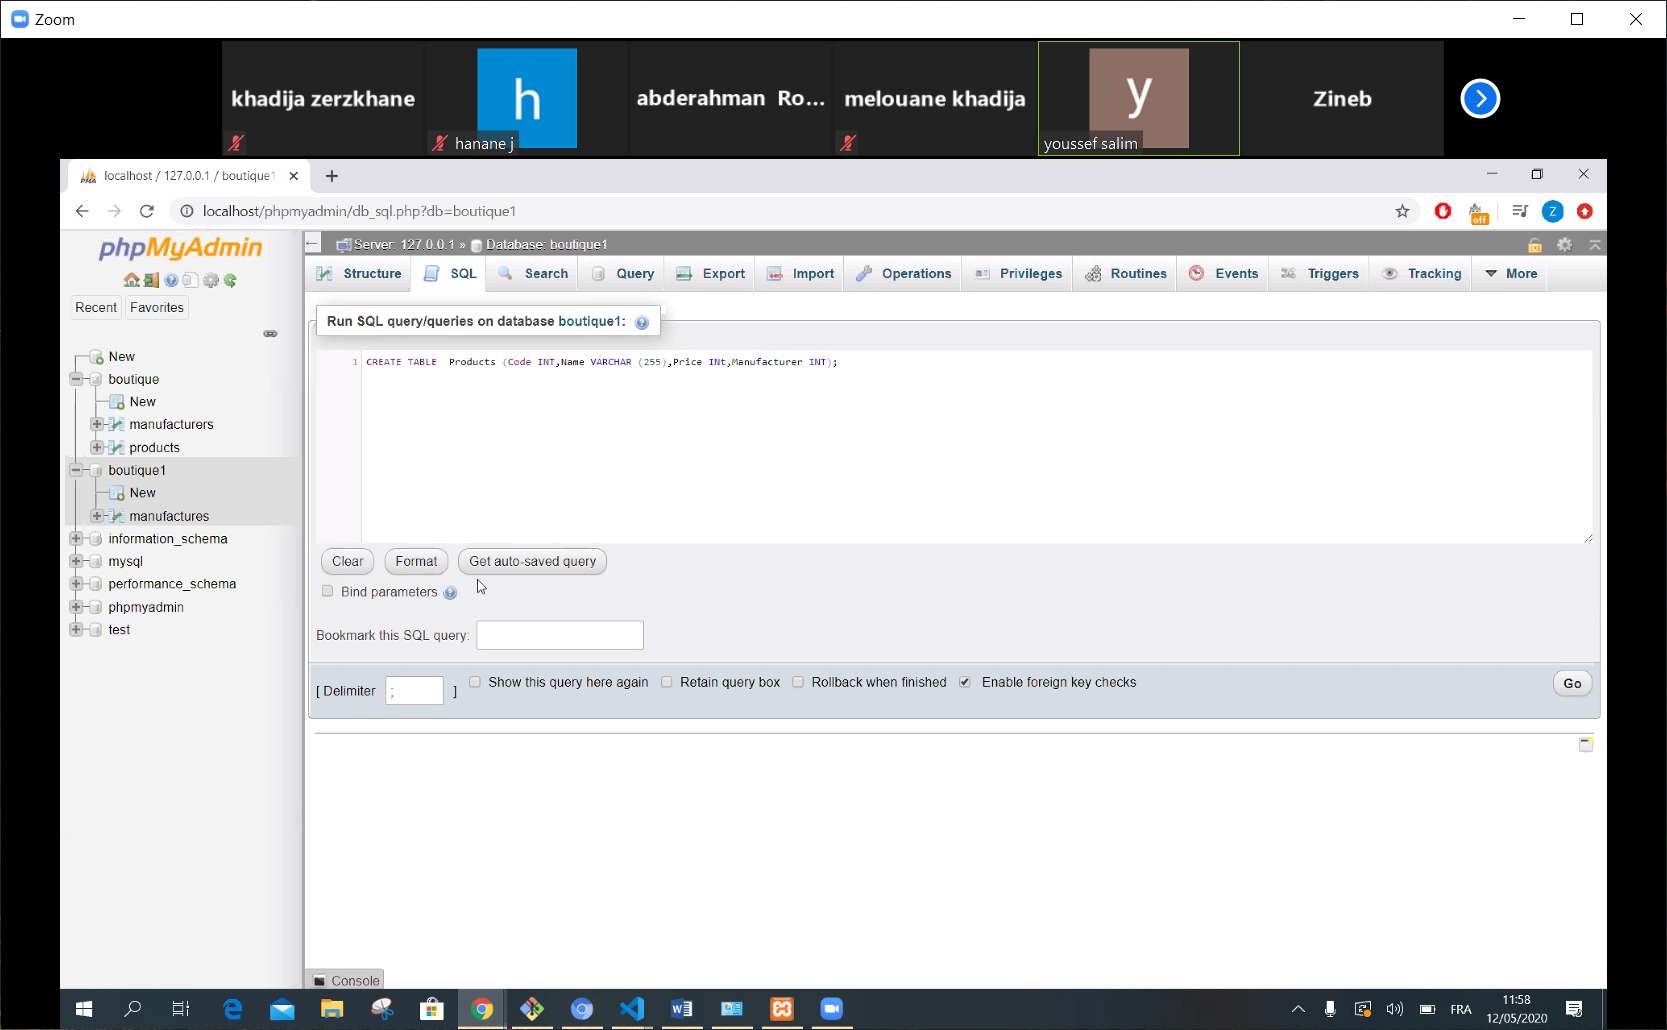 Zoom
khadija zerzkhane
h
hanane j
abderahman Ro...
melouane khadija
y
youssef salim
Zineb
localhost / 127.0.0.1 / boutique1
localhost/phpmyadmin/db_sql.php?db=boutique1
off
Z
phpMyAdmin
Recent
Favorites
New
boutique
New
manufacturers
products
boutique1
New
manufactures
information_schema
mysql
performance_schema
phpmyadmin
test
Server: 127.0.0.1 » Database: boutique1
Structure
SQL
Search
Query
Export
Import
Operations
Privileges
Routines
Events
Triggers
Tracking
More
Run SQL query/queries on database boutique1:
1
CREATE TABLE  Products (Code INT,Name VARCHAR (255),Price INt,Manufacturer INT);
Clear
Format
Get auto-saved query
Bind parameters
Bookmark this SQL query:
[ Delimiter ; ]
Show this query here again
Retain query box
Rollback when finished
Enable foreign key checks
Go
Console
FRA
11:58
12/05/2020